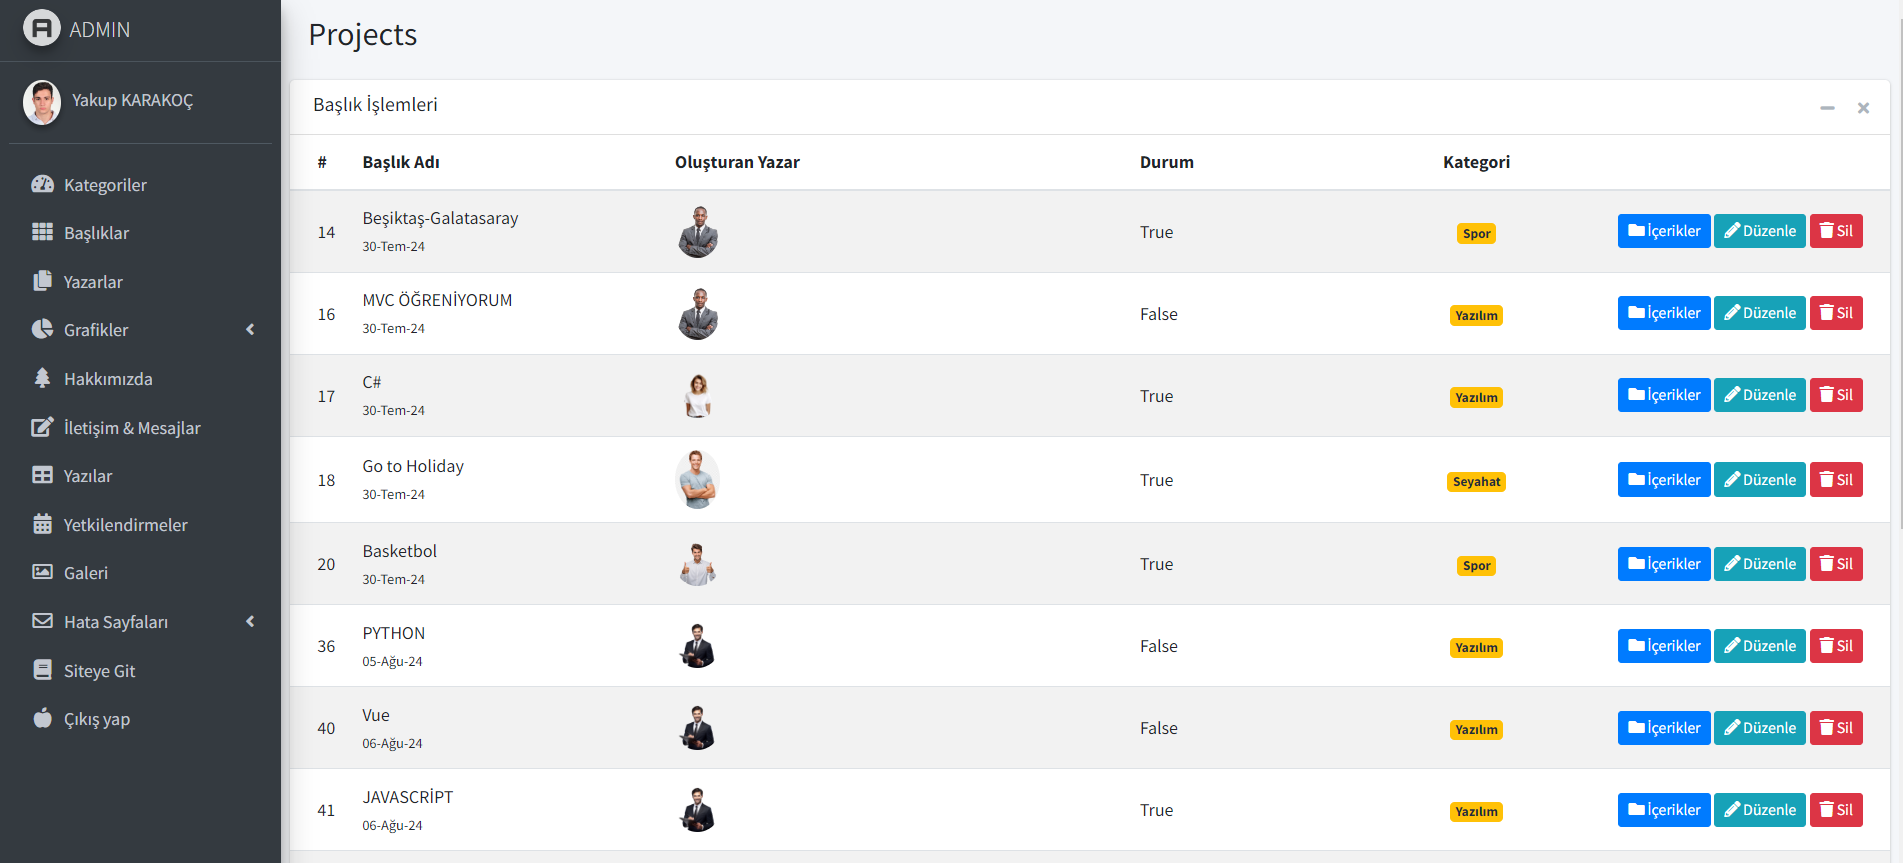 ADMIN
Yakup KARAKOÇ
Kategoriler
Başlıklar
Yazarlar
Grafikler
Hakkımızda
İletişim & Mesajlar
Yazılar
Yetkilendirmeler
Galeri
Hata Sayfaları
Siteye Git
Çıkış yap
Projects
Başlık İşlemleri
# Başlık Adı Oluşturan Yazar Durum Kategori
14 Beşiktaş-Galatasaray True Spor İçerikler Düzenle Sil
30-Tem-24
16 MVC ÖĞRENİYORUM False Yazılım İçerikler Düzenle Sil
30-Tem-24
17 C# True Yazılım İçerikler Düzenle Sil
30-Tem-24
18 Go to Holiday True Seyahat İçerikler Düzenle Sil
30-Tem-24
20 Basketbol True Spor İçerikler Düzenle Sil
30-Tem-24
36 PYTHON False Yazılım İçerikler Düzenle Sil
05-Ağu-24
40 Vue False Yazılım İçerikler Düzenle Sil
06-Ağu-24
41 JAVASCRİPT True Yazılım İçerikler Düzenle Sil
06-Ağu-24